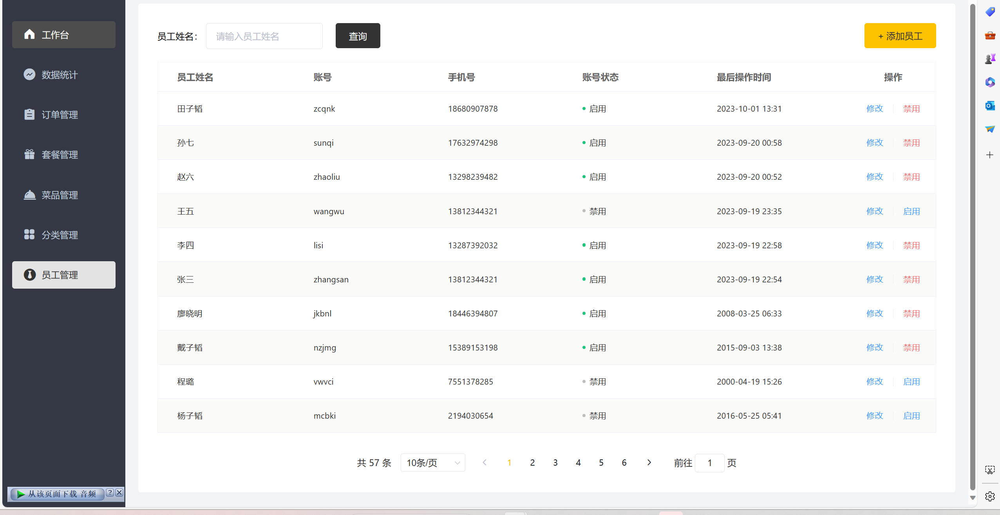 工作台
数据统计
订单管理
套餐管理
菜品管理
分类管理
员工管理
从该页面下载 音频
员工姓名： 请输入员工姓名 查询 + 添加员工
员工姓名 账号 手机号 账号状态 最后操作时间 操作
田子韬 zcqnk 18680907878 启用 2023-10-01 13:31 修改 禁用
孙七 sunqi 17632974298 启用 2023-09-20 00:58 修改 禁用
赵六 zhaoliu 13298239482 启用 2023-09-20 00:52 修改 禁用
王五 wangwu 13812344321 禁用 2023-09-19 23:35 修改 启用
李四 lisi 13287392032 启用 2023-09-19 22:58 修改 禁用
张三 zhangsan 13812344321 启用 2023-09-19 22:54 修改 禁用
廖晓明 jkbnl 18446394807 启用 2008-03-25 06:33 修改 禁用
戴子韬 nzjmg 15389153198 启用 2015-09-03 13:38 修改 禁用
程璐 vwvci 7551378285 禁用 2000-04-19 15:26 修改 启用
杨子韬 mcbki 2194030654 禁用 2016-05-25 05:41 修改 启用
共 57 条 10条/页 1 2 3 4 5 6 前往 1 页